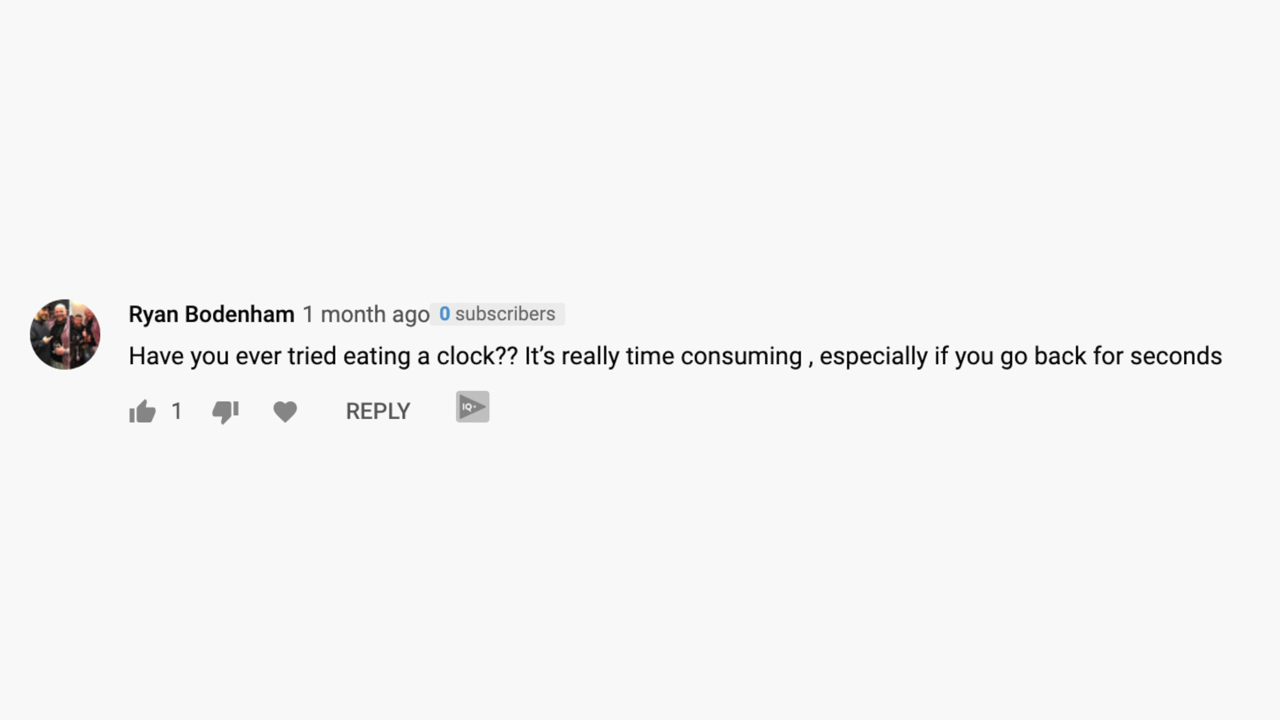 Ryan Bodenham 1 month ago 0 subscribers
Have you ever tried eating a clock?? It’s really time consuming , especially if you go back for seconds
1 REPLY IQ